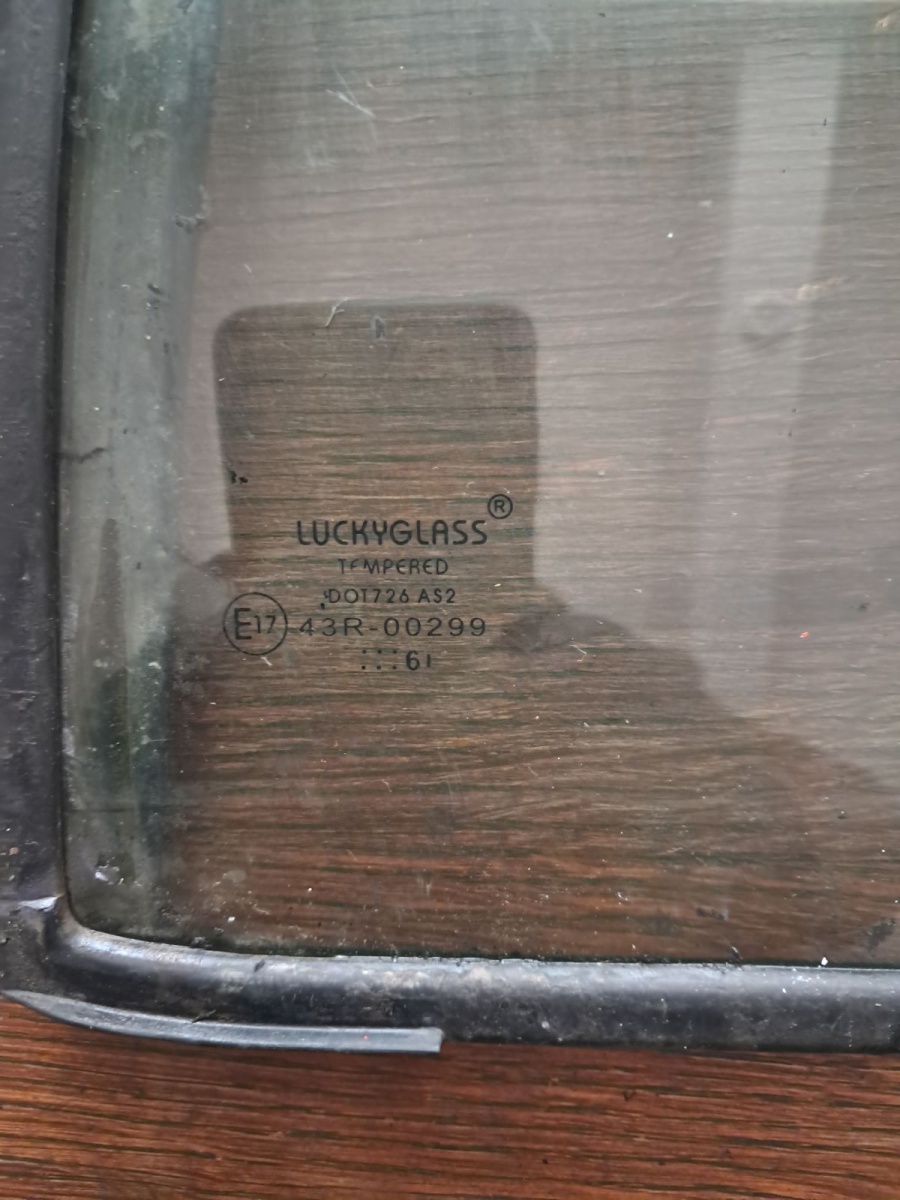 LUCKYGLASS®
TEMPERED
DOT726 AS2
E17 43R-00299
:::61